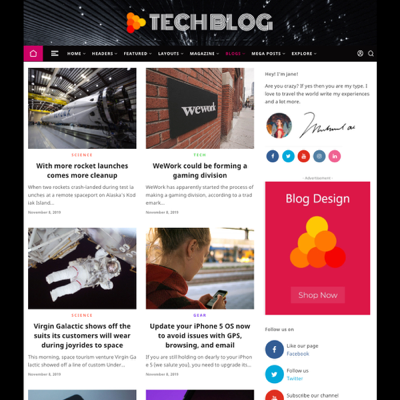 TECHBLOG
HOME HEADERS FEATURED LAYOUTS MAGAZINE BLOGS MEGA POSTS EXPLORE
SCIENCE
With more rocket launches
comes more cleanup
When two rockets crash-landed during test la
unches at a remote spaceport on Alaska's Kod
iak Island...
November 8, 2019
wework
TECH
WeWork could be forming a
gaming division
WeWork has apparently started the process of
making a gaming division, according to a trad
emark...
November 8, 2019
SCIENCE
Virgin Galactic shows off the
suits its customers will wear
during joyrides to space
This morning, space tourism venture Virgin Ga
lactic showed off a line of custom Under...
November 8, 2019
GEAR
Update your iPhone 5 OS now
to avoid issues with GPS,
browsing, and email
If you are still holding on dearly to your iPhon
e 5 (we salute you), you need to upgrade its...
November 8, 2019
Hey! I'm Jane!
Are you crazy? If yes then you are my type. I
love to travel the world write my experiences
and a lot more.
- Advertisement -
Blog Design
Shop Now
Follow us on
Like our page
Facebook
Follow us
Twitter
Subscribe our channel